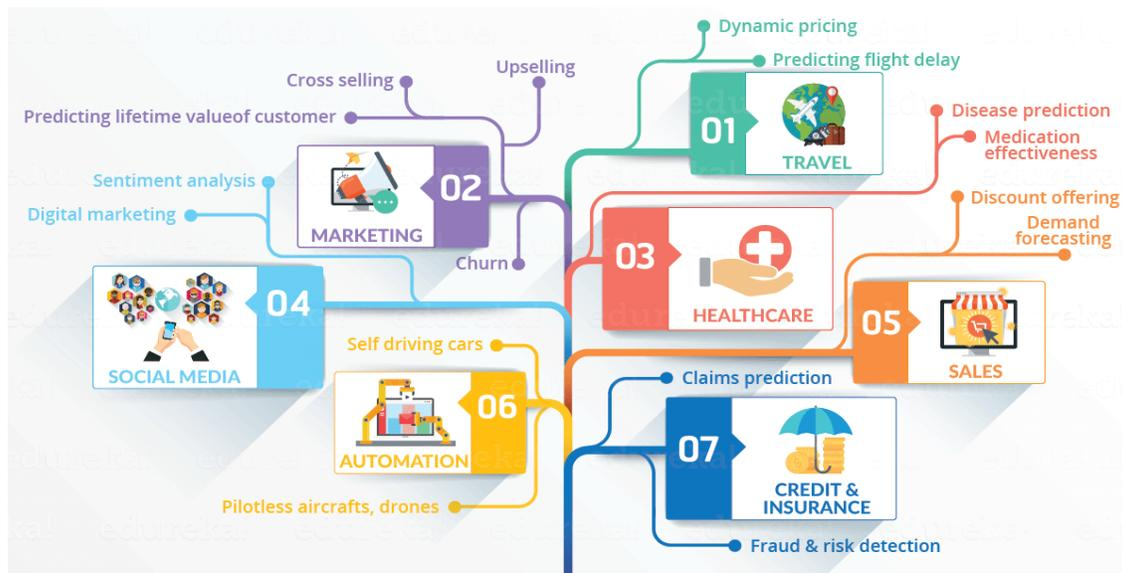 Dynamic pricing
Predicting flight delay
01
TRAVEL
Upselling
Cross selling
Predicting lifetime valueof customer
02
MARKETING
Churn
Disease prediction
Medication
effectiveness
03
HEALTHCARE
Sentiment analysis
Digital marketing
04
SOCIAL MEDIA
Discount offering
Demand
forecasting
05
SALES
Self driving cars
06
AUTOMATION
Pilotless aircrafts, drones
Claims prediction
07
CREDIT &
INSURANCE
Fraud & risk detection
edureka!